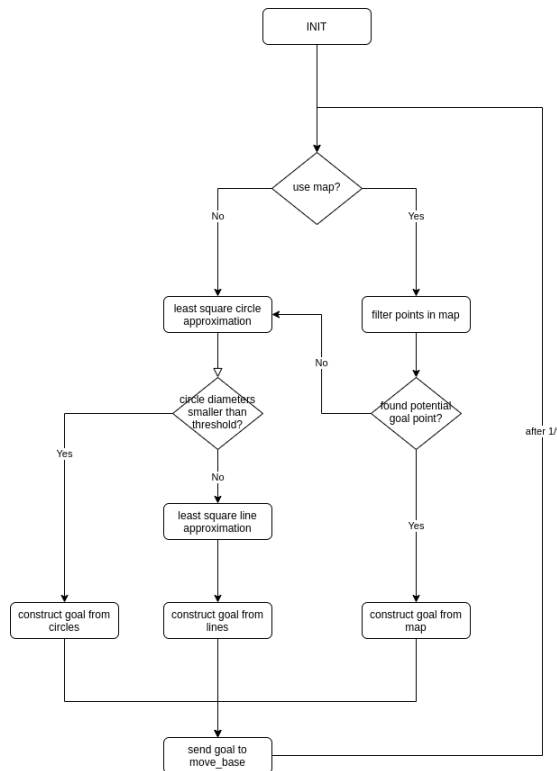 INIT
use map?
No
Yes
least square circle
approximation
filter points in map
No
circle diameters
smaller than
threshold?
found potential
goal point?
Yes
after 1/
No
least square line
approximation
Yes
construct goal from
circles
construct goal from
lines
construct goal from
map
send goal to
move_base